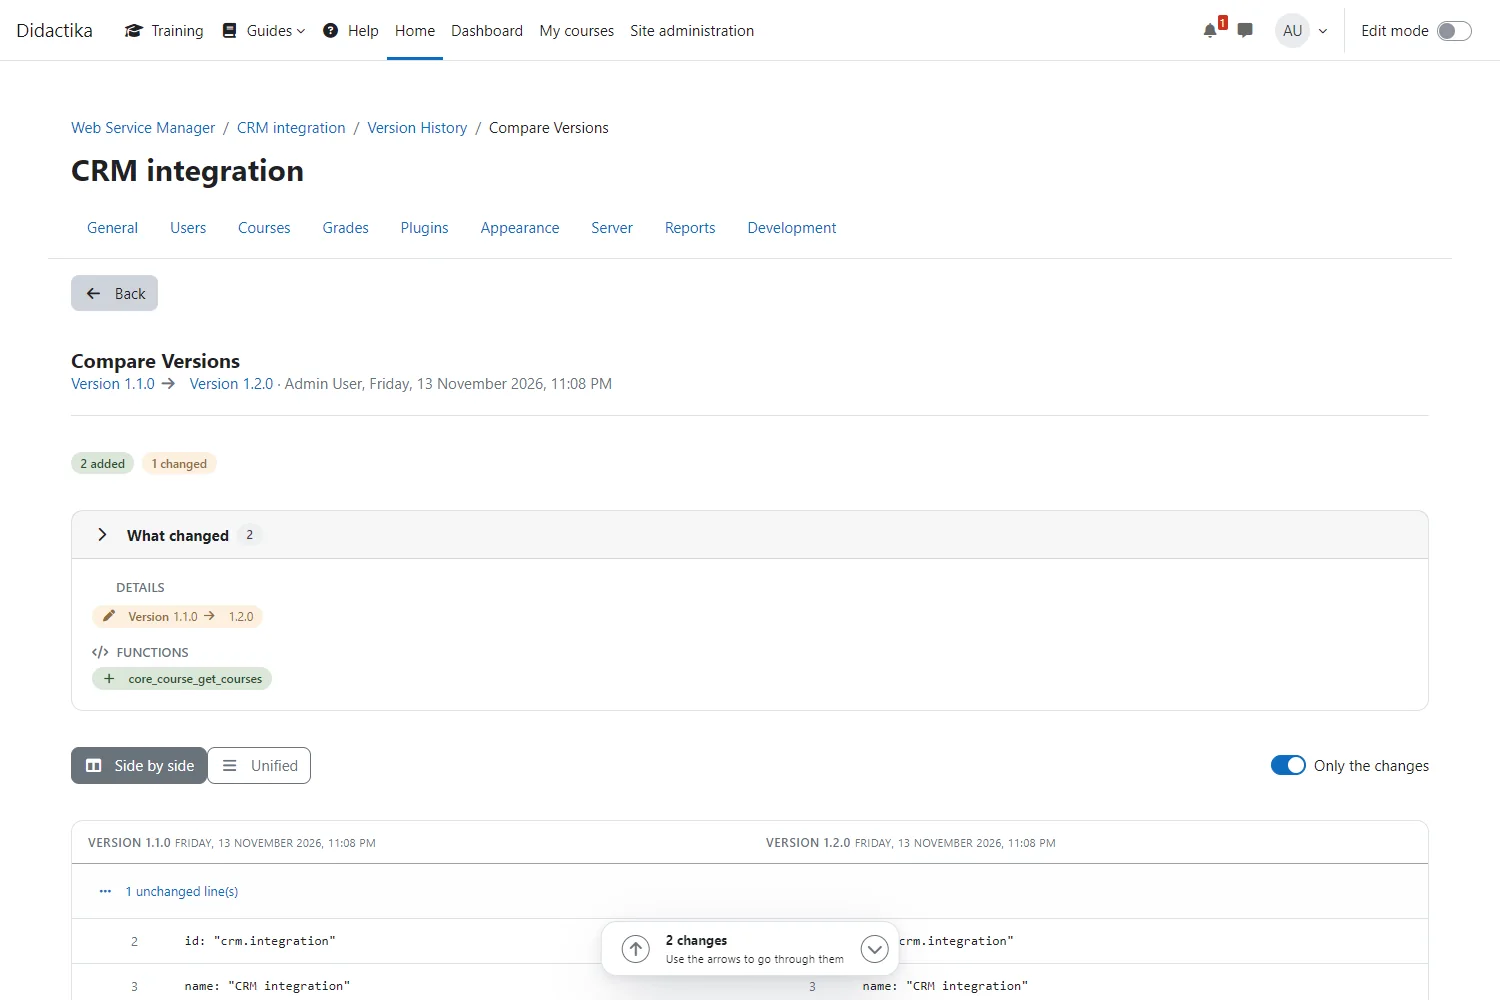 Didactika Training Guides Help Home Dashboard My courses Site administration 1 AU Edit mode
Web Service Manager / CRM integration / Version History / Compare Versions
CRM integration
General Users Courses Grades Plugins Appearance Server Reports Development
Back
Compare Versions
Version 1.1.0 → Version 1.2.0 · Admin User, Friday, 13 November 2026, 11:08 PM
2 added 1 changed
What changed 2
DETAILS
Version 1.1.0 → 1.2.0
</> FUNCTIONS
+ core_course_get_courses
Side by side Unified Only the changes
VERSION 1.1.0 FRIDAY, 13 NOVEMBER 2026, 11:08 PM VERSION 1.2.0 FRIDAY, 13 NOVEMBER 2026, 11:08 PM
··· 1 unchanged line(s)
2 id: "crm.integration" crm.integration"
2 changes
Use the arrows to go through them
3 name: "CRM integration" 3 name: "CRM integration"